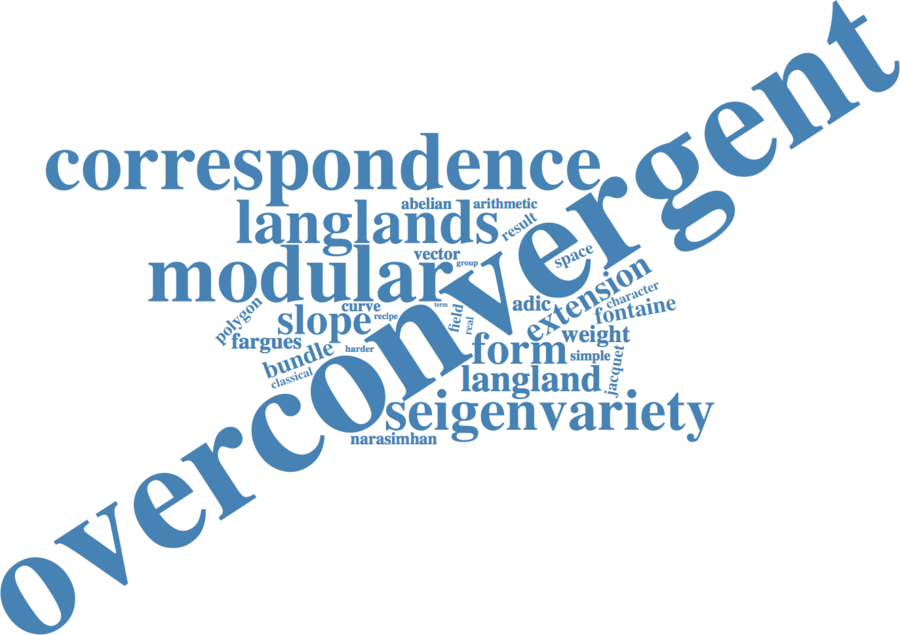 overconvergent
correspondence
abelian
arithmetic
langlands
result
vector
group
space
modular
extension
character
polygon
curve
term
adic
fontaine
slope
recipe
field
real
weight
fargues
bundle
harder
form
simple
classical
langland
jacquet
seigenvariety
narasimhan